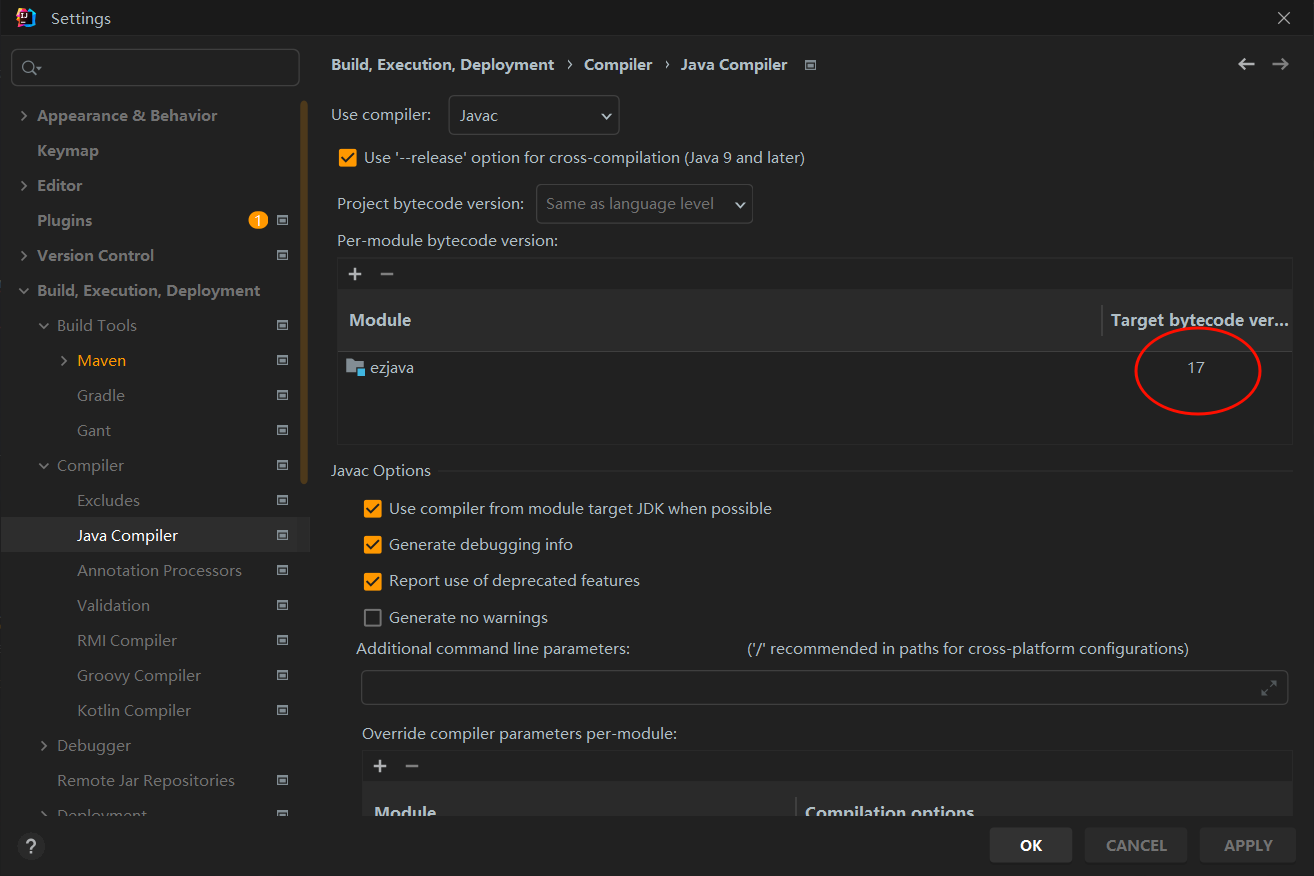 Settings
Build, Execution, Deployment › Compiler › Java Compiler
Appearance & Behavior
Keymap
Editor
Plugins 1
Version Control
Build, Execution, Deployment
Build Tools
Maven
Gradle
Gant
Compiler
Excludes
Java Compiler
Annotation Processors
Validation
RMI Compiler
Groovy Compiler
Kotlin Compiler
Debugger
Remote Jar Repositories
Deployment
Use compiler: Javac
Use '--release' option for cross-compilation (Java 9 and later)
Project bytecode version: Same as language level
Per-module bytecode version:
+ −
Module Target bytecode ver...
ezjava 17
Javac Options
Use compiler from module target JDK when possible
Generate debugging info
Report use of deprecated features
Generate no warnings
Additional command line parameters: ('/' recommended in paths for cross-platform configurations)
Override compiler parameters per-module:
+ −
Module Compilation options
? OK CANCEL APPLY